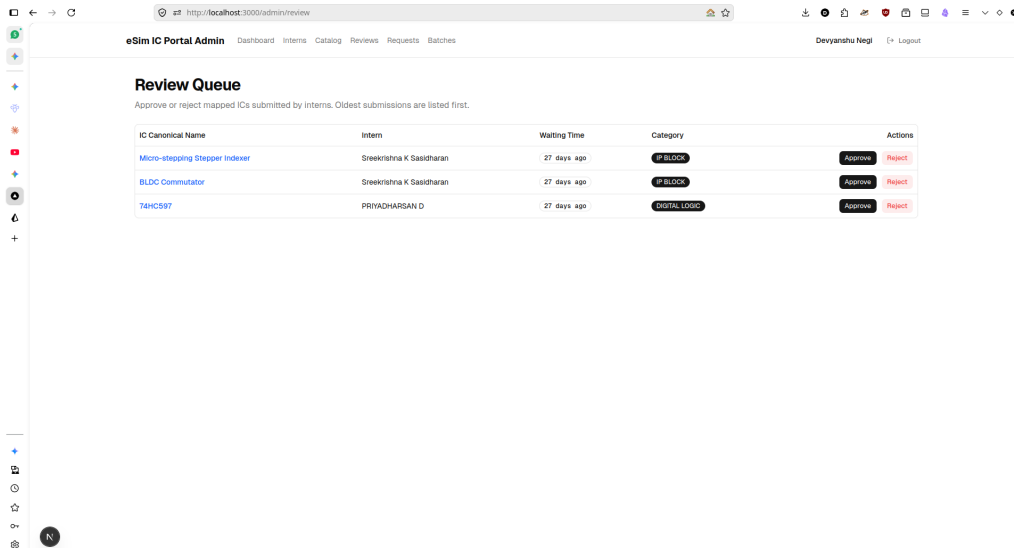 http://localhost:3000/admin/review
eSim IC Portal Admin Dashboard Interns Catalog Reviews Requests Batches Devyanshu Negi Logout
Review Queue
Approve or reject mapped ICs submitted by interns. Oldest submissions are listed first.
IC Canonical Name Intern Waiting Time Category Actions
Micro-stepping Stepper Indexer Sreekrishna K Sasidharan 27 days ago IP BLOCK Approve Reject
BLDC Commutator Sreekrishna K Sasidharan 27 days ago IP BLOCK Approve Reject
74HC597 PRIYADHARSAN D 27 days ago DIGITAL LOGIC Approve Reject
N